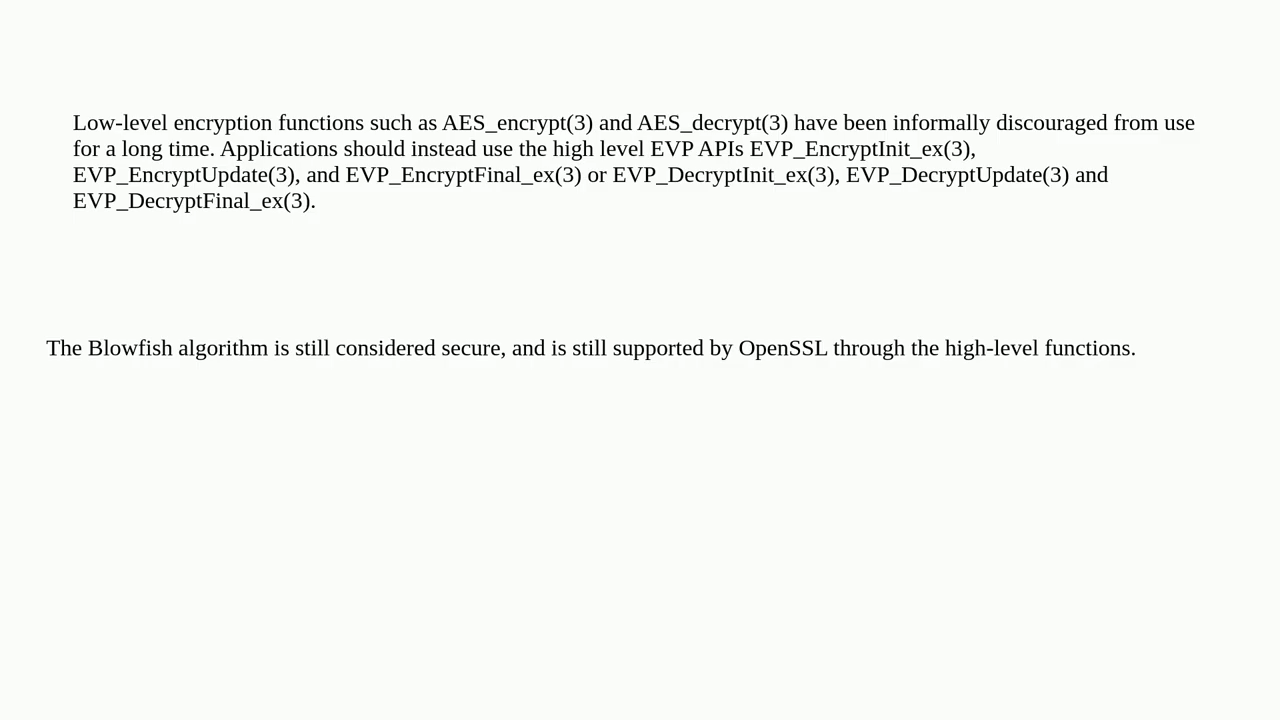 Low-level encryption functions such as AES_encrypt(3) and AES_decrypt(3) have been informally discouraged from use
for a long time. Applications should instead use the high level EVP APIs EVP_EncryptInit_ex(3),
EVP_EncryptUpdate(3), and EVP_EncryptFinal_ex(3) or EVP_DecryptInit_ex(3), EVP_DecryptUpdate(3) and
EVP_DecryptFinal_ex(3).
The Blowfish algorithm is still considered secure, and is still supported by OpenSSL through the high-level functions.